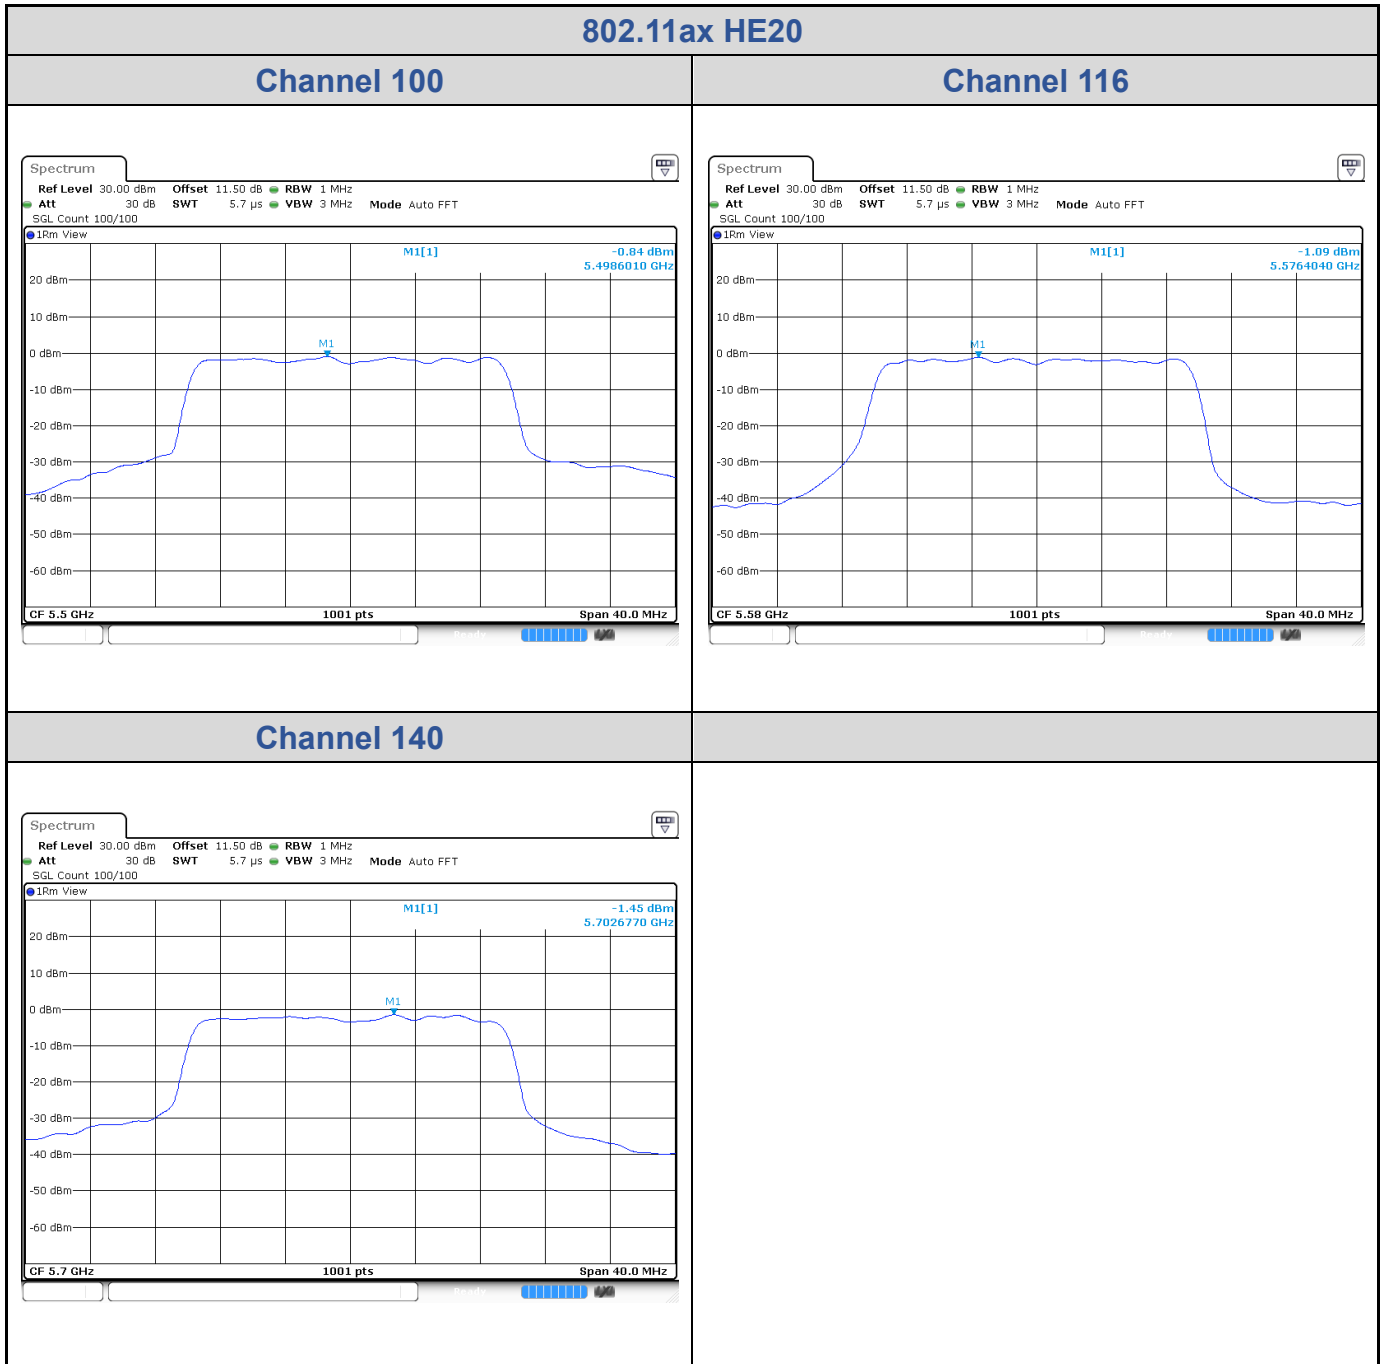 802.11ax HE20
Channel 100
Channel 116
Spectrum
Ref Level 30.00 dBm Offset 11.50 dB RBW 1 MHz
Att 30 dB SWT 5.7 µs VBW 3 MHz Mode Auto FFT
SGL Count 100/100
1Rm View
M1[1] -0.84 dBm
5.4986010 GHz
20 dBm
10 dBm
M1
0 dBm
-10 dBm
-20 dBm
-30 dBm
-40 dBm
-50 dBm
-60 dBm
CF 5.5 GHz 1001 pts Span 40.0 MHz
Ready
Spectrum
Ref Level 30.00 dBm Offset 11.50 dB RBW 1 MHz
Att 30 dB SWT 5.7 µs VBW 3 MHz Mode Auto FFT
SGL Count 100/100
1Rm View
M1[1] -1.09 dBm
5.5764040 GHz
20 dBm
10 dBm
M1
0 dBm
-10 dBm
-20 dBm
-30 dBm
-40 dBm
-50 dBm
-60 dBm
CF 5.58 GHz 1001 pts Span 40.0 MHz
Ready
Channel 140
Spectrum
Ref Level 30.00 dBm Offset 11.50 dB RBW 1 MHz
Att 30 dB SWT 5.7 µs VBW 3 MHz Mode Auto FFT
SGL Count 100/100
1Rm View
M1[1] -1.45 dBm
5.7026770 GHz
20 dBm
10 dBm
M1
0 dBm
-10 dBm
-20 dBm
-30 dBm
-40 dBm
-50 dBm
-60 dBm
CF 5.7 GHz 1001 pts Span 40.0 MHz
Ready